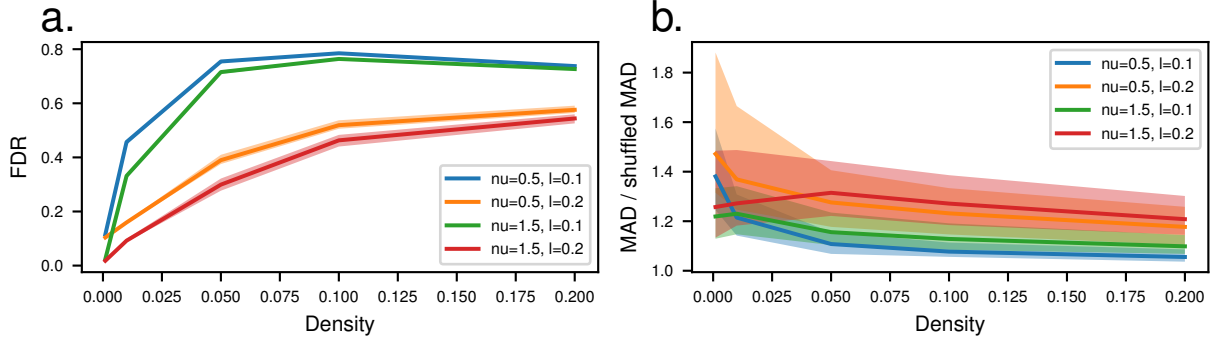 a.
FDR
0.8
0.6
0.4
0.2
0.0
nu=0.5, l=0.1
nu=0.5, l=0.2
nu=1.5, l=0.1
nu=1.5, l=0.2
0.000 0.025 0.050 0.075 0.100 0.125 0.150 0.175 0.200
Density
b.
MAD / shuffled MAD
1.8
1.6
1.4
1.2
1.0
nu=0.5, l=0.1
nu=0.5, l=0.2
nu=1.5, l=0.1
nu=1.5, l=0.2
0.000 0.025 0.050 0.075 0.100 0.125 0.150 0.175 0.200
Density